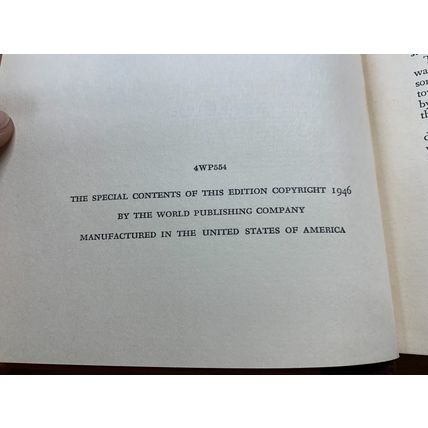 4WP554
THE SPECIAL CONTENTS OF THIS EDITION COPYRIGHT 1946
BY THE WORLD PUBLISHING COMPANY
MANUFACTURED IN THE UNITED STATES OF AMERICA